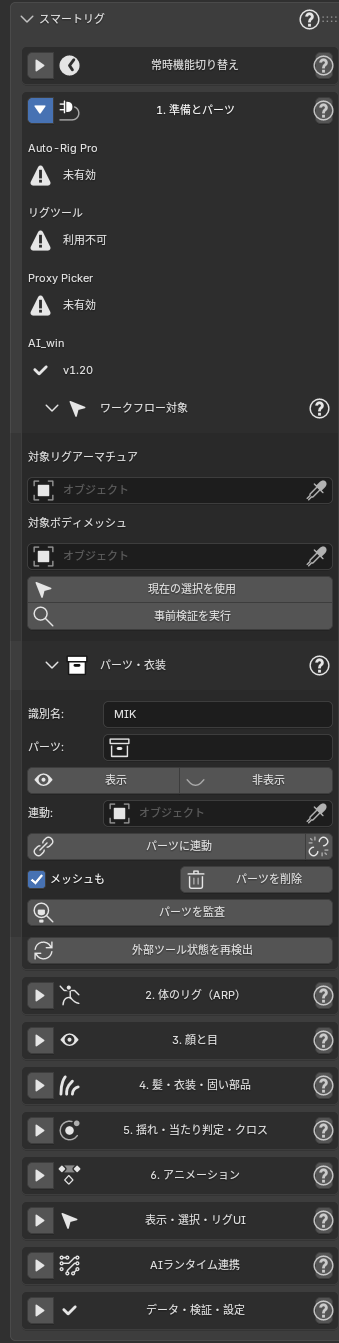 スマートリグ
常時機能切り替え
1. 準備とパーツ
Auto-Rig Pro
未有効
リグツール
利用不可
Proxy Picker
未有効
AI_win
v1.20
ワークフロー対象
対象リグアーマチュア
オブジェクト
対象ボディメッシュ
オブジェクト
現在の選択を使用
事前検証を実行
パーツ・衣装
識別名: MIK
パーツ:
表示 非表示
連動: オブジェクト
パーツに連動
メッシュも パーツを削除
パーツを監査
外部ツール状態を再検出
2. 体のリグ（ARP）
3. 顔と目
4. 髪・衣装・固い部品
5. 揺れ・当たり判定・クロス
6. アニメーション
表示・選択・リグUI
AIランタイム連携
データ・検証・設定